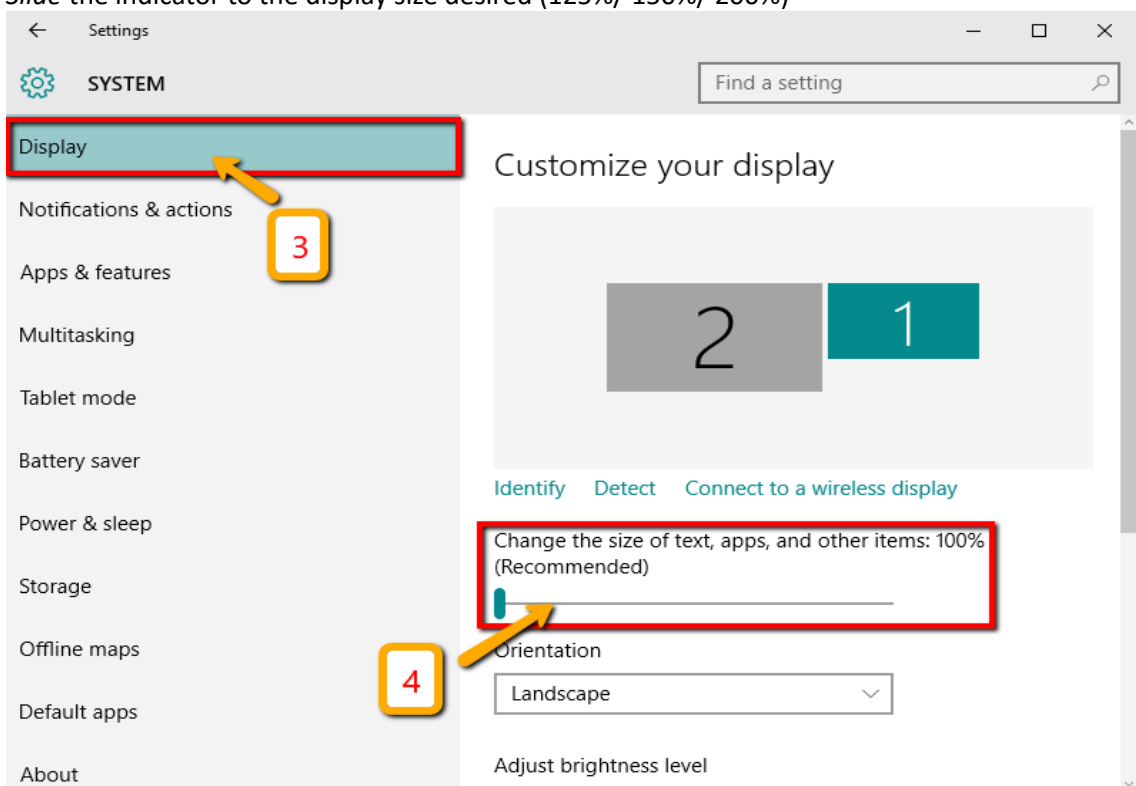 Slide the indicator to the display size desired (125%/ 150%/ 200%)
← Settings
SYSTEM
Find a setting
Display
Notifications & actions
3
Apps & features
Multitasking
Tablet mode
Battery saver
Power & sleep
Storage
Offline maps
4
Default apps
About
Customize your display
2
1
Identify Detect Connect to a wireless display
Change the size of text, apps, and other items: 100%
(Recommended)
Orientation
Landscape
Adjust brightness level